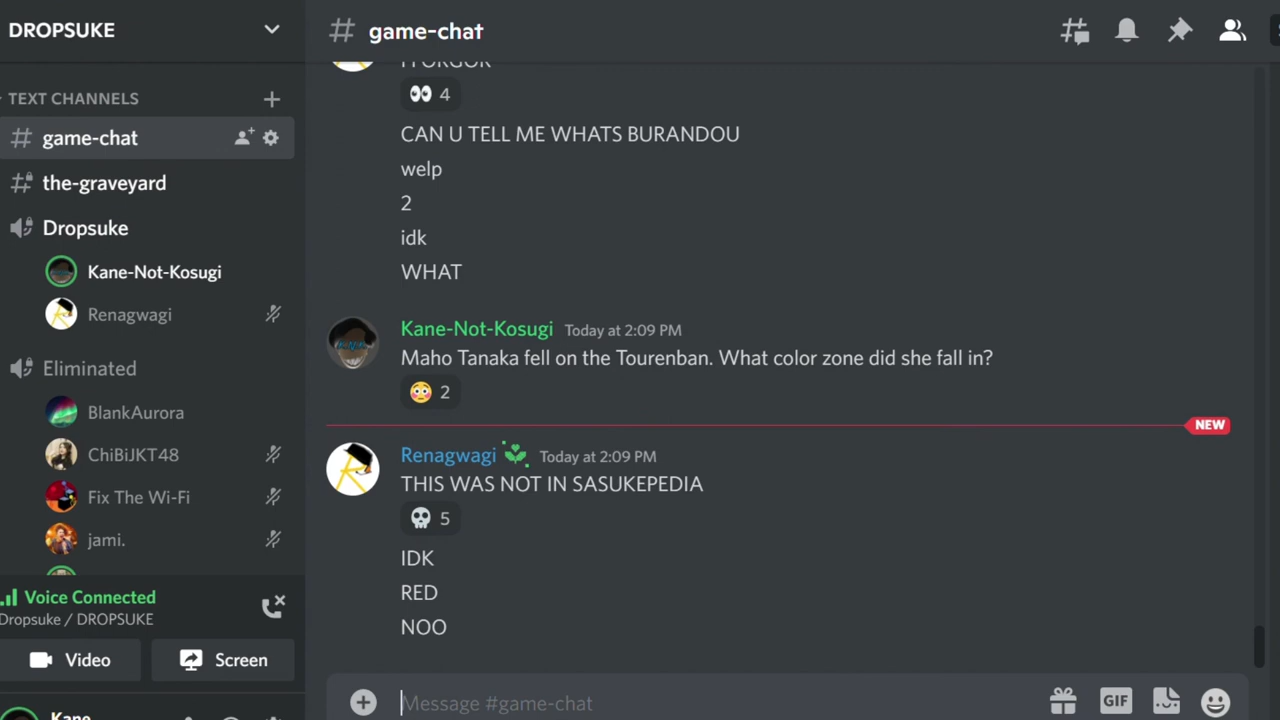 DROPSUKE
# game-chat
TEXT CHANNELS
game-chat
the-graveyard
Dropsuke
Kane-Not-Kosugi
Renagwagi
Eliminated
BlankAurora
ChiBiJKT48
Fix The Wi-Fi
jami.
Voice Connected
Dropsuke / DROPSUKE
Video
Screen
Kane
I FORGOR
4
CAN U TELL ME WHATS BURANDOU
welp
2
idk
WHAT
Kane-Not-Kosugi Today at 2:09 PM
Maho Tanaka fell on the Tourenban. What color zone did she fall in?
2
NEW
Renagwagi Today at 2:09 PM
THIS WAS NOT IN SASUKEPEDIA
5
IDK
RED
NOO
Message #game-chat
GIF